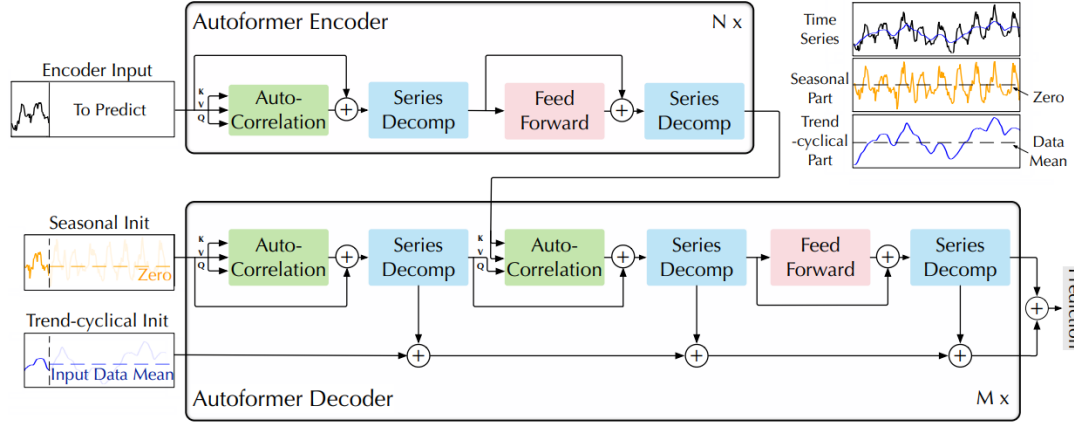 Autoformer Encoder
N x
Encoder Input
To Predict
K
V
Q
Auto-
Correlation
Series
Decomp
Feed
Forward
Series
Decomp
Time
Series
Seasonal
Part
Zero
Trend
-cyclical
Part
Data
Mean
Seasonal Init
Zero
K
V
Q
Auto-
Correlation
Series
Decomp
K
V
Q
Auto-
Correlation
Series
Decomp
Feed
Forward
Series
Decomp
Prediction
Trend-cyclical Init
Input Data Mean
Autoformer Decoder
M x